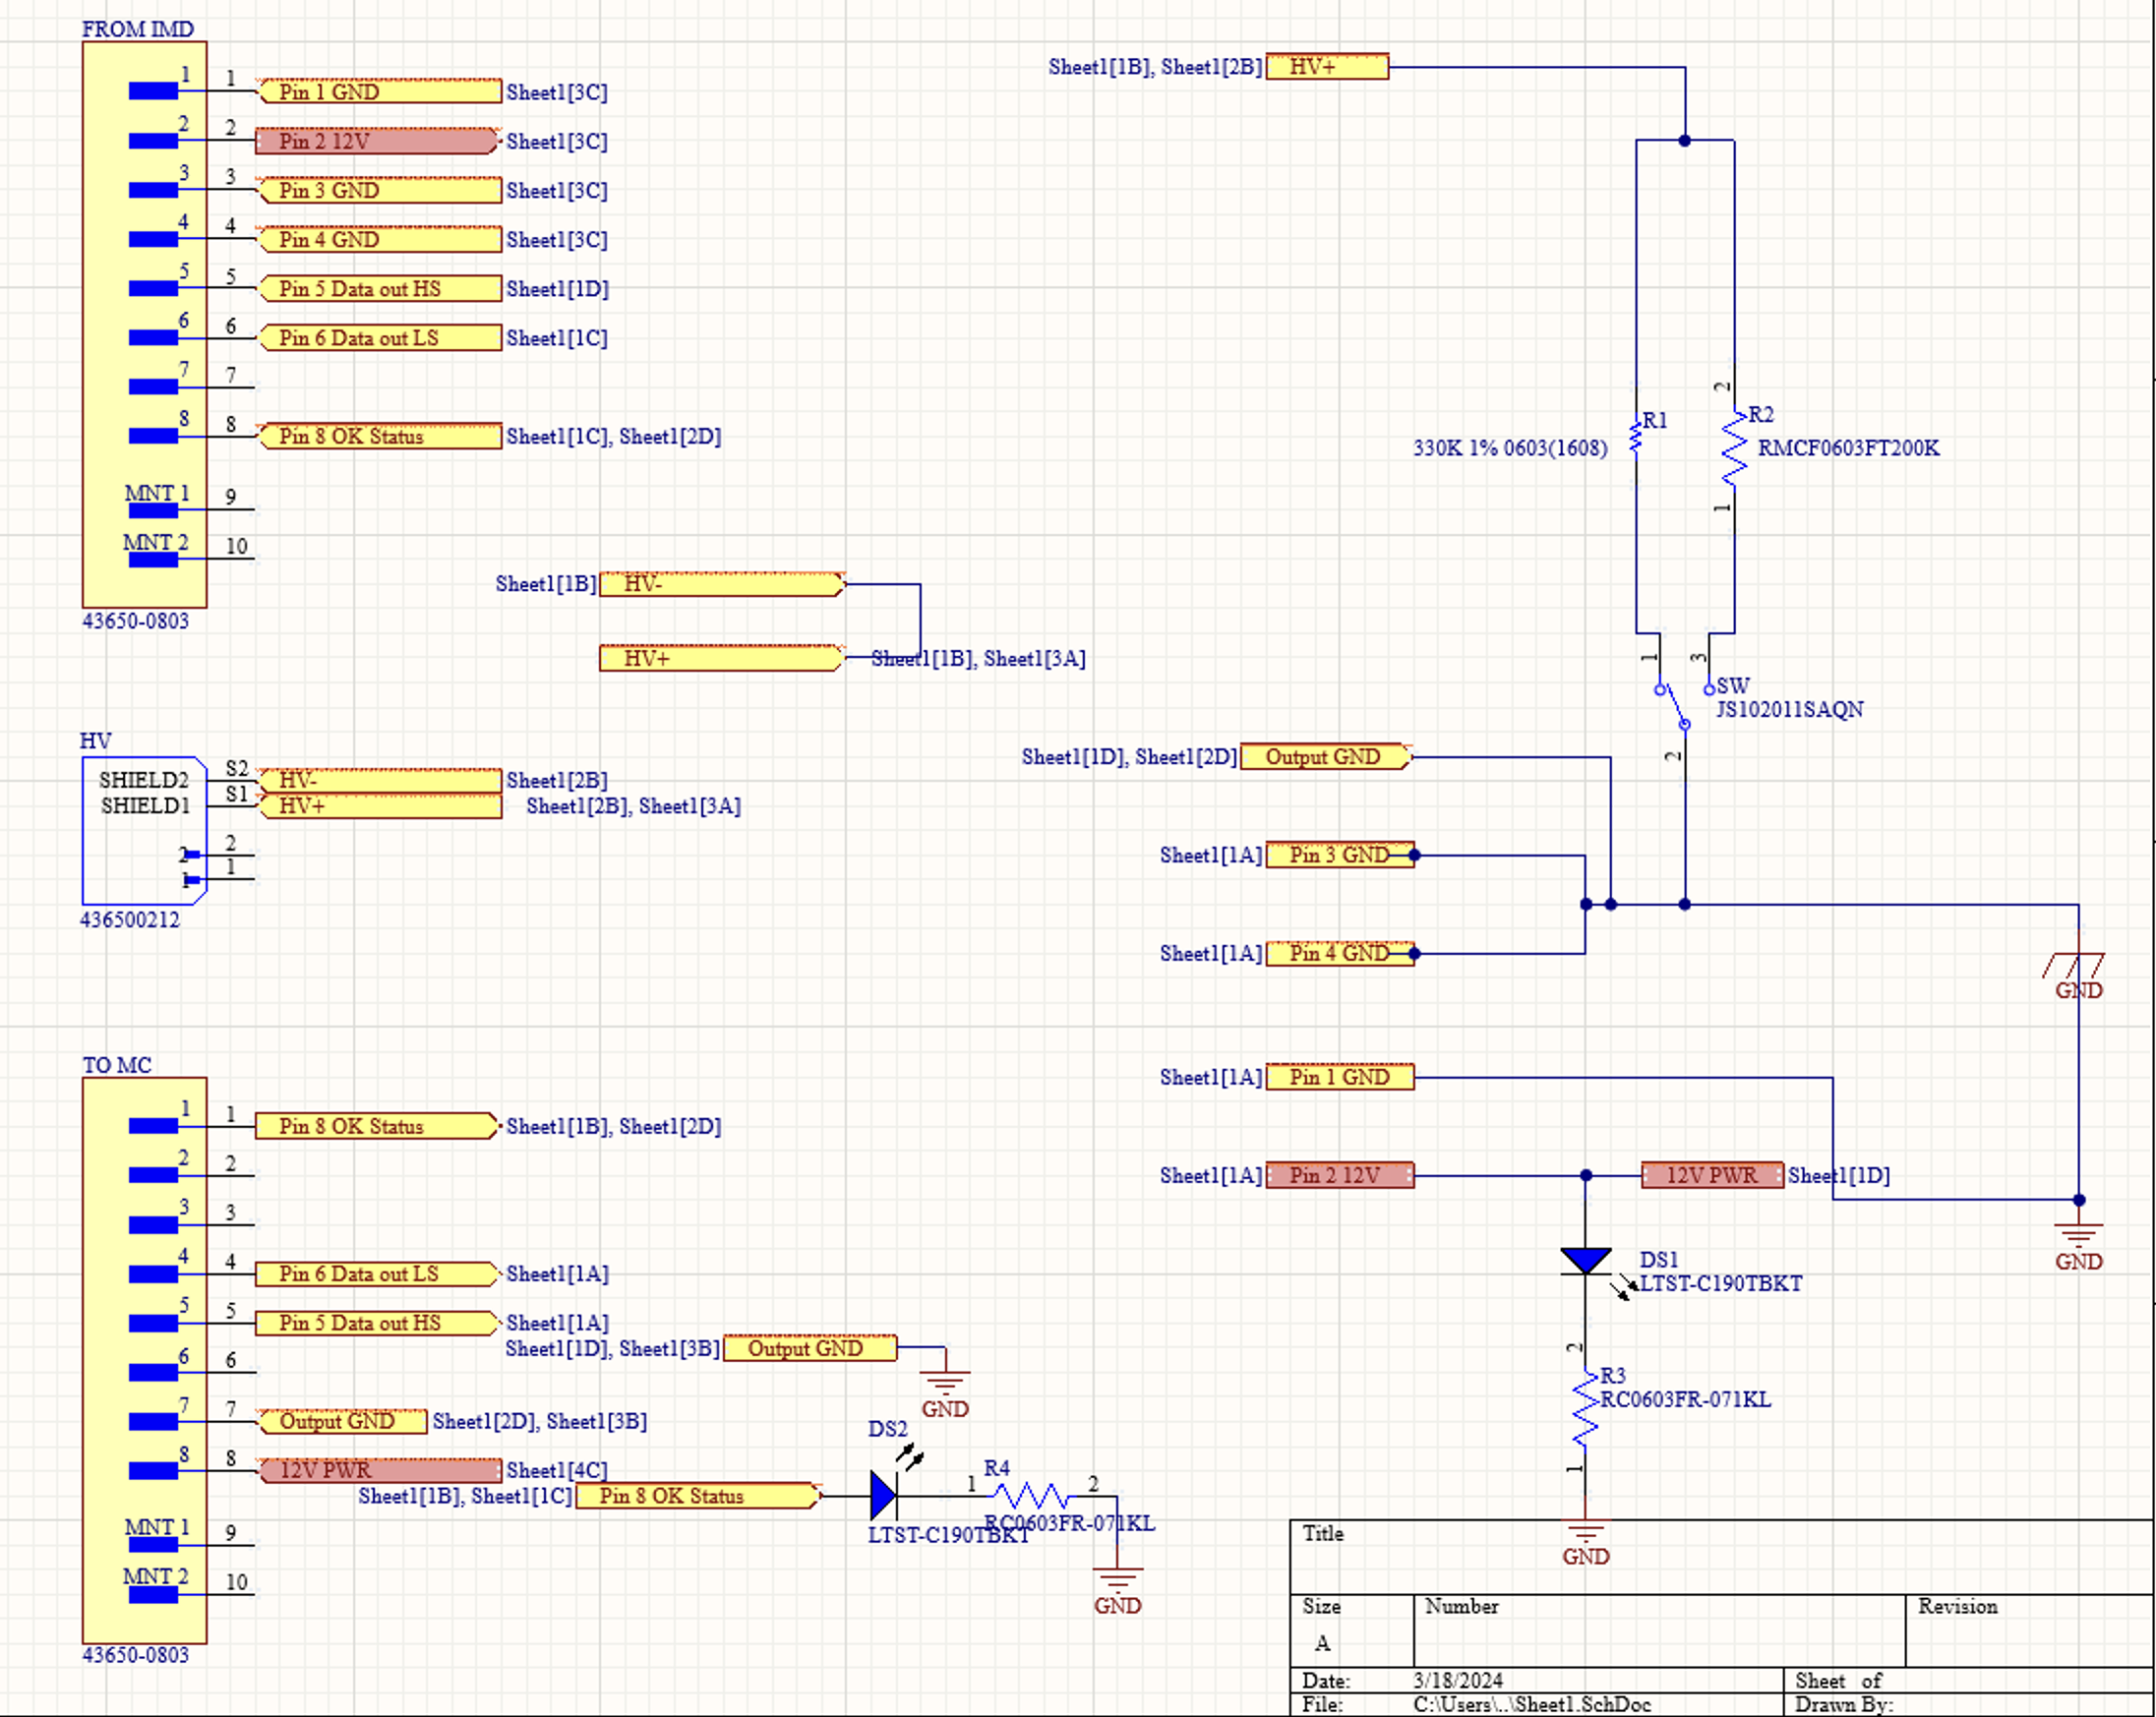 FROM IMD
1 1 Pin 1 GND Sheet1[3C]
2 2 Pin 2 12V Sheet1[3C]
3 3 Pin 3 GND Sheet1[3C]
4 4 Pin 4 GND Sheet1[3C]
5 5 Pin 5 Data out HS Sheet1[1D]
6 6 Pin 6 Data out LS Sheet1[1C]
7 7
8 8 Pin 8 OK Status Sheet1[1C], Sheet1[2D]
MNT 1 9
MNT 2 10
43650-0803
Sheet1[1B] HV-
HV+ Sheet1[1B], Sheet1[3A]
HV
SHIELD2 S2 HV- Sheet1[2B]
SHIELD1 S1 HV+ Sheet1[2B], Sheet1[3A]
2 2
1 1
436500212
TO MC
1 1 Pin 8 OK Status Sheet1[1B], Sheet1[2D]
2 2
3 3
4 4 Pin 6 Data out LS Sheet1[1A]
5 5 Pin 5 Data out HS Sheet1[1A]
Sheet1[1D], Sheet1[3B] Output GND
GND
6 6
7 7 Output GND Sheet1[2D], Sheet1[3B]
8 8 12V PWR Sheet1[4C]
Sheet1[1B], Sheet1[1C] Pin 8 OK Status
DS2
LTST-C190TBKT
1 R4 2
RC0603FR-071KL
GND
MNT 1 9
MNT 2 10
43650-0803
Sheet1[1B], Sheet1[2B] HV+
R1
330K 1% 0603(1608)
2
R2
RMCF0603FT200K
1
1 3
SW
JS102011SAQN
2
Sheet1[1D], Sheet1[2D] Output GND
Sheet1[1A] Pin 3 GND
Sheet1[1A] Pin 4 GND
GND
Sheet1[1A] Pin 1 GND
Sheet1[1A] Pin 2 12V 12V PWR Sheet1[1D]
GND
DS1
LTST-C190TBKT
2
R3
RC0603FR-071KL
1
GND
Title
Size Number Revision
A
Date: 3/18/2024 Sheet of
File: C:\Users\..\Sheet1.SchDoc Drawn By: